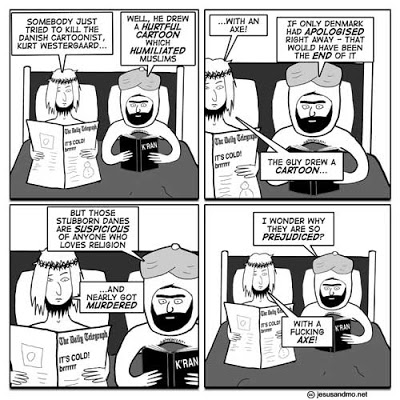 SOMEBODY JUST
TRIED TO KILL THE
DANISH CARTOONIST,
KURT WESTERGAARD...
WELL, HE DREW
A HURTFUL
CARTOON
WHICH
HUMILIATED
MUSLIMS
The Daily Telegraph
IT'S COLD!
brrrrr
K'RAN
...WITH AN
AXE!
IF ONLY DENMARK
HAD APOLOGISED
RIGHT AWAY - THAT
WOULD HAVE BEEN
THE END OF IT
The Daily Telegraph
IT'S COLD!
brrrrr
K'RAN
THE GUY DREW A
CARTOON...
BUT THOSE
STUBBORN DANES
ARE SUSPICIOUS
OF ANYONE WHO
LOVES RELIGION
...AND
NEARLY GOT
MURDERED
The Daily Telegraph
IT'S COLD!
brrrrr
K'RAN
I WONDER WHY
THEY ARE SO
PREJUDICED?
The Daily Telegraph
IT'S COLD!
brrrrr
K'RAN
WITH A
FUCKING
AXE!
cc jesusandmo.net